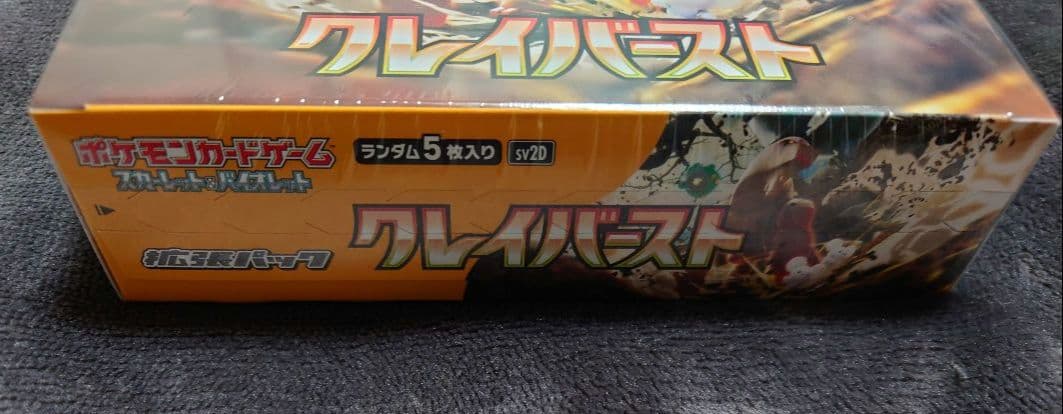 クレイバースト
ポケモンカードゲーム
スカーレット&バイオレット
ランダム5枚入り SV2D
クレイバースト
拡張パック